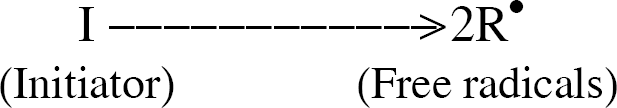 I ––––––––––––> 2R•
(Initiator) (Free radicals)